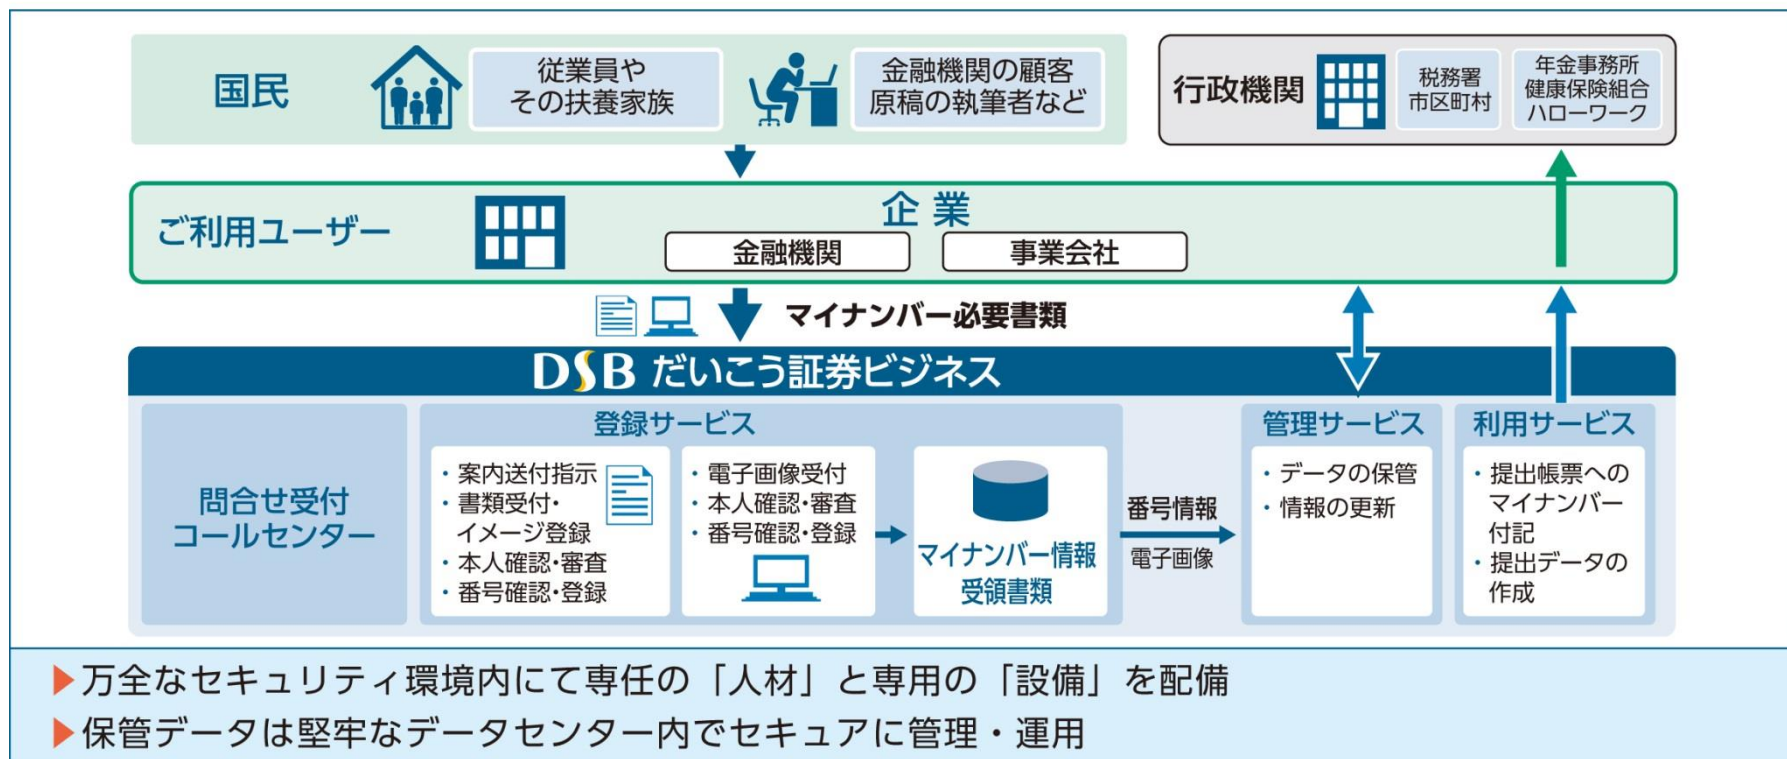 国民
従業員や
その扶養家族
金融機関の顧客
原稿の執筆者など
行政機関
税務署
市区町村
年金事務所
健康保険組合
ハローワーク
ご利用ユーザー
企業
金融機関
事業会社
マイナンバー必要書類
DSB だいこう証券ビジネス
問合せ受付
コールセンター
登録サービス
・案内送付指示
・書類受付・
イメージ登録
・本人確認・審査
・番号確認・登録
・電子画像受付
・本人確認・審査
・番号確認・登録
マイナンバー情報
受領書類
番号情報
電子画像
管理サービス
・データの保管
・情報の更新
利用サービス
・提出帳票への
マイナンバー
付記
・提出データの
作成
▶万全なセキュリティ環境内にて専任の「人材」と専用の「設備」を配備
▶保管データは堅牢なデータセンター内でセキュアに管理・運用